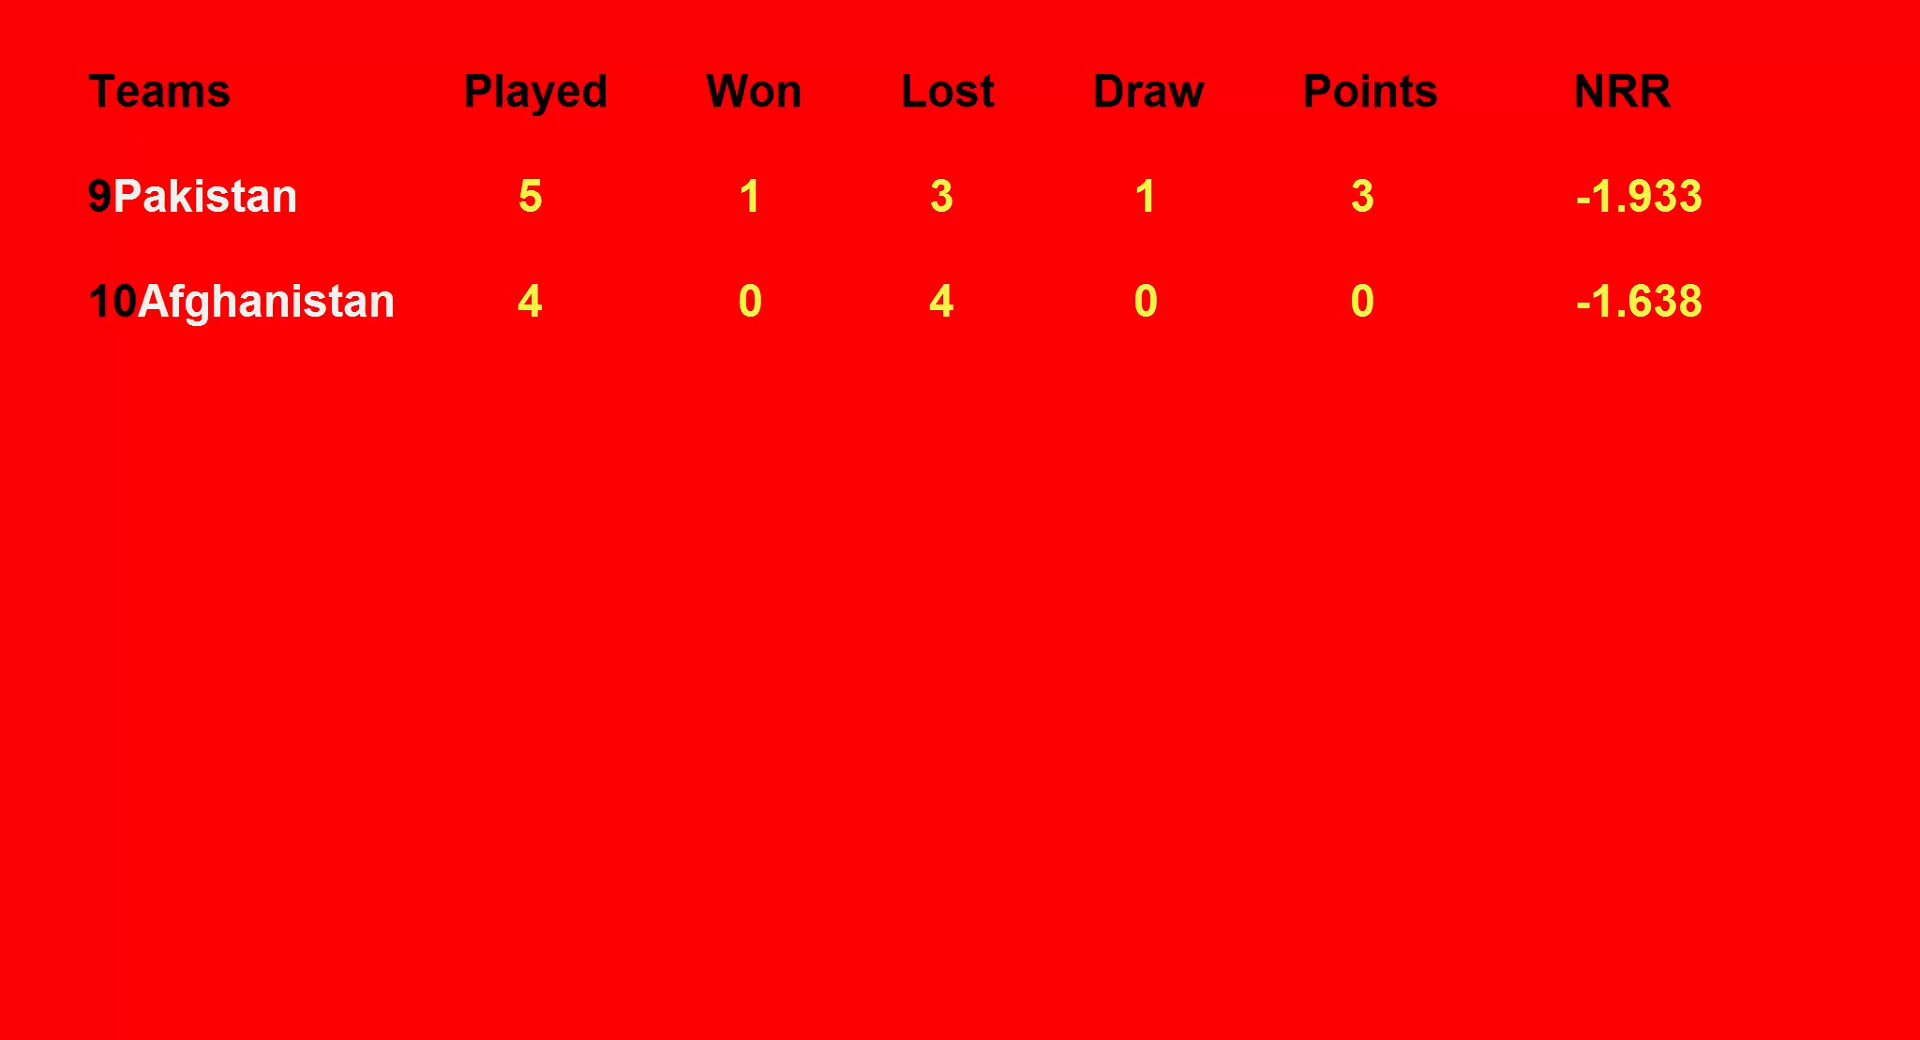 Teams Played Won Lost Draw Points NRR
9Pakistan 5 1 3 1 3 -1.933
10Afghanistan 4 0 4 0 0 -1.638